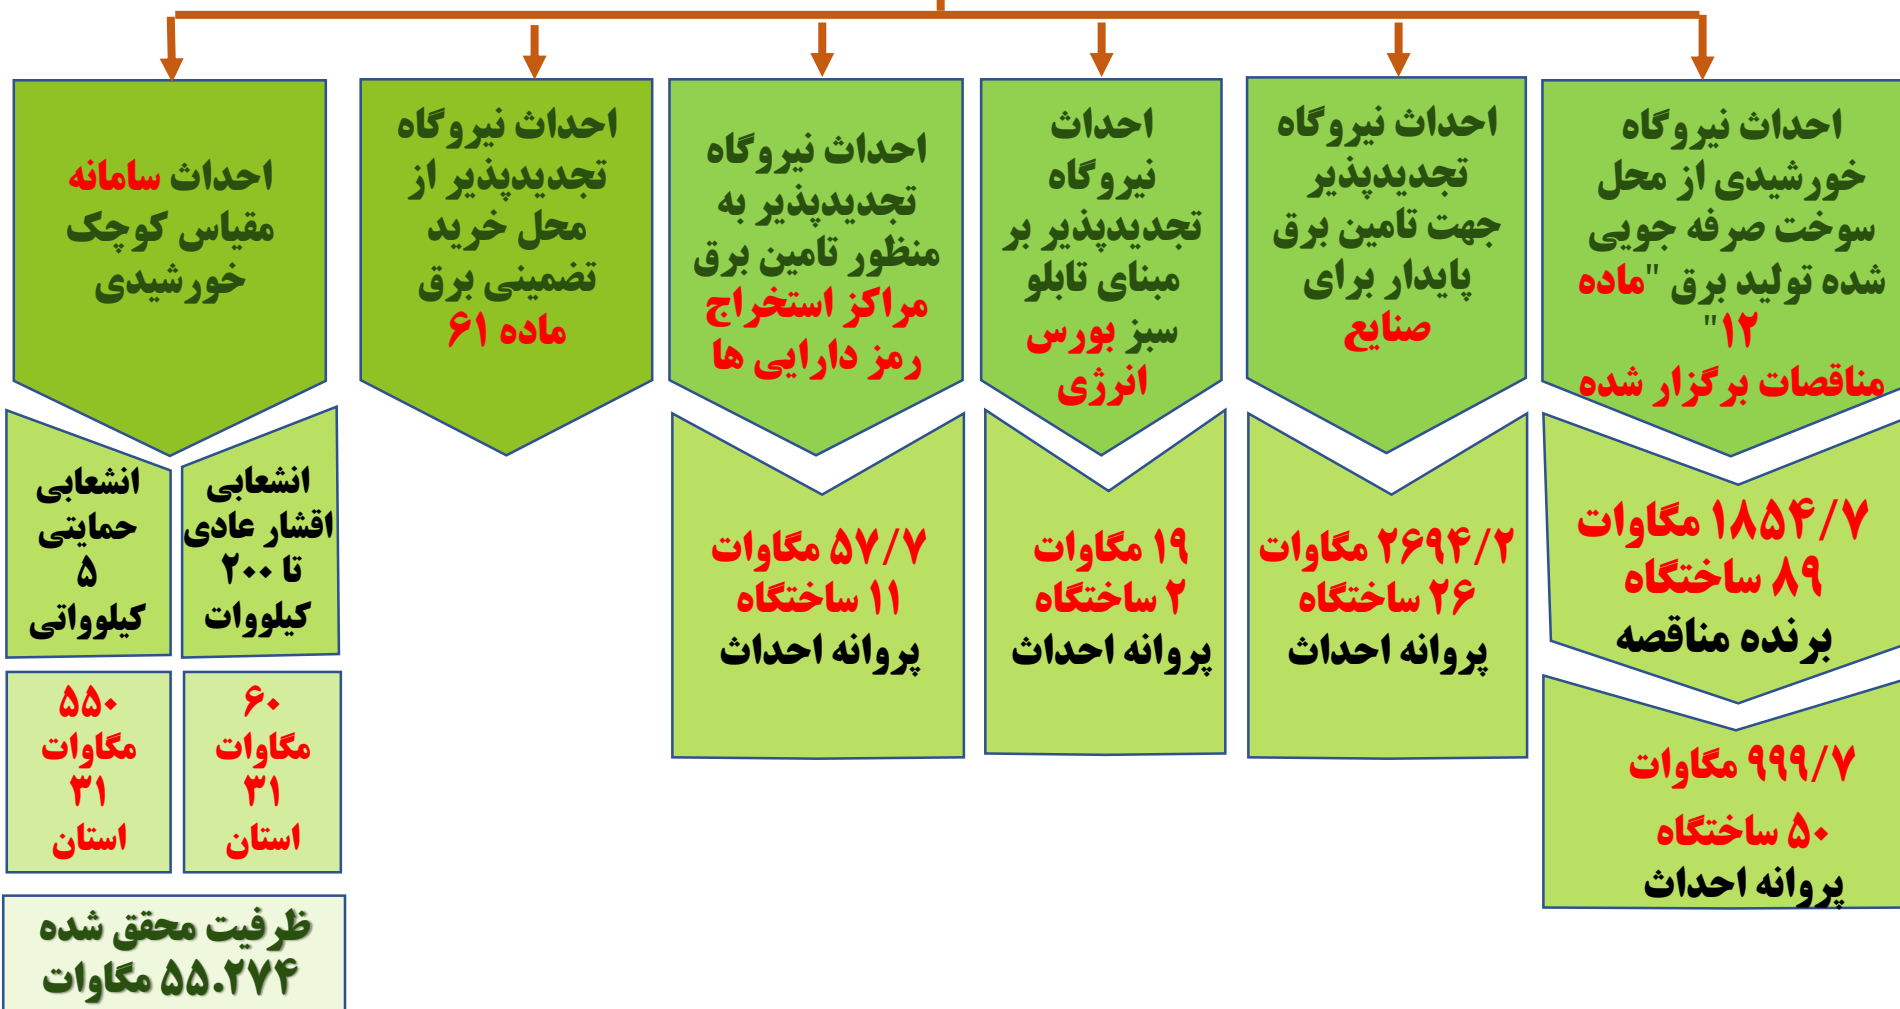 احداث نیروگاه
خورشیدی از محل
سوخت صرفه جویی
شده تولید برق "ماده
۱۲"
مناقصات برگزار شده
۱۸۵۴/۷ مگاوات
۸۹ ساختگاه
برنده مناقصه
۹۹۹/۷ مگاوات
۵۰ ساختگاه
پروانه احداث
احداث نیروگاه
تجدیدپذیر
جهت تامین برق
پایدار برای
صنایع
۲۶۹۴/۲ مگاوات
۲۶ ساختگاه
پروانه احداث
احداث
نیروگاه
تجدیدپذیر بر
مبنای تابلو
سبز بورس
انرژی
۱۹ مگاوات
۲ ساختگاه
پروانه احداث
احداث نیروگاه
تجدیدپذیر به
منظور تامین برق
مراکز استخراج
رمز دارایی ها
۵۷/۷ مگاوات
۱۱ ساختگاه
پروانه احداث
احداث نیروگاه
تجدیدپذیر از
محل خرید
تضمینی برق
ماده ۶۱
احداث سامانه
مقیاس کوچک
خورشیدی
انشعابی
اقشار عادی
تا ۲۰۰
کیلووات
۶۰
مگاوات
۳۱
استان
انشعابی
حمایتی
۵
کیلوواتی
۵۵۰
مگاوات
۳۱
استان
ظرفیت محقق شده
۵۵.۲۷۴ مگاوات